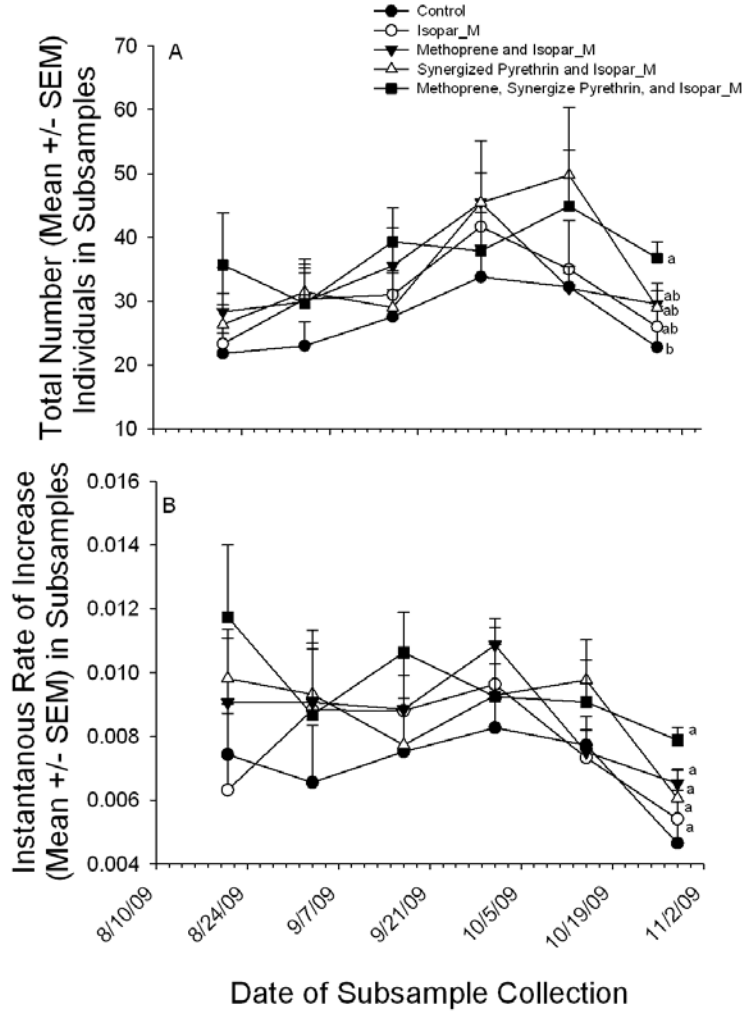 Control
Isopar_M
Methoprene and Isopar_M
Synergized Pyrethrin and Isopar_M
Methoprene, Synergize Pyrethrin, and Isopar_M
A
Total Number (Mean +/- SEM)
Individuals in Subsamples
70
60
50
40
30
20
10
a
ab
ab
ab
b
B
Instantanous Rate of Increase
(Mean +/- SEM) in Subsamples
0.016
0.014
0.012
0.010
0.008
0.006
0.004
a
a
a
a
a
8/10/09
8/24/09
9/7/09
9/21/09
10/5/09
10/19/09
11/2/09
Date of Subsample Collection